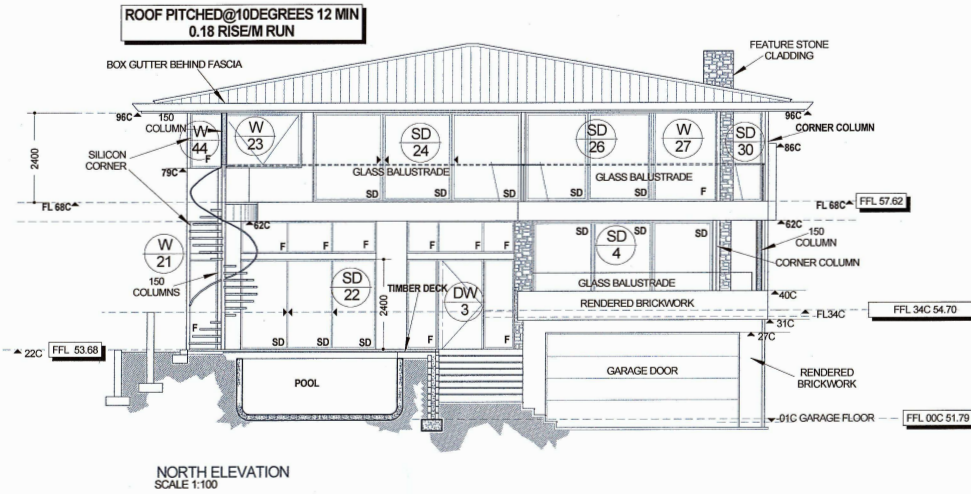 ROOF PITCHED@10DEGREES 12 MIN
0.18 RISE/M RUN
BOX GUTTER BEHIND FASCIA
FEATURE STONE
CLADDING
96C
150
COLUMN
W
44
F
W
23
SD
24
SD
26
W
27
SD
30
96C
CORNER COLUMN
86C
2400
SILICON
CORNER
79C
GLASS BALUSTRADE
GLASS BALUSTRADE
SD
SD
SD
SD
SD
F
FL 68C
FL 68C
FFL 57.62
62C
62C
W
21
F
F
F
F
F
SD
SD
SD
SD
4
150
COLUMN
CORNER COLUMN
150
COLUMNS
SD
22
2400
TIMBER DECK
DW
3
GLASS BALUSTRADE
RENDERED BRICKWORK
40C
FL34C
FFL 34C 54.70
31C
27C
F
SD
SD
SD
F
F
22C
FFL 53.68
POOL
GARAGE DOOR
RENDERED
BRICKWORK
01C GARAGE FLOOR
FFL 00C 51.79
NORTH ELEVATION
SCALE 1:100